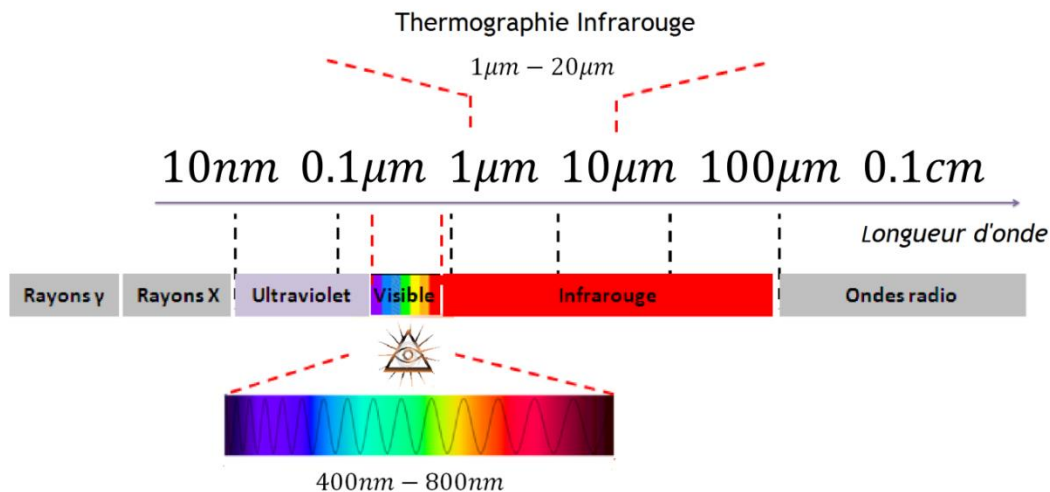 Thermographie Infrarouge
1μm − 20μm
10nm 0.1μm 1μm 10μm 100μm 0.1cm
Longueur d'onde
Rayons γ Rayons X Ultraviolet Visible Infrarouge Ondes radio
400nm − 800nm